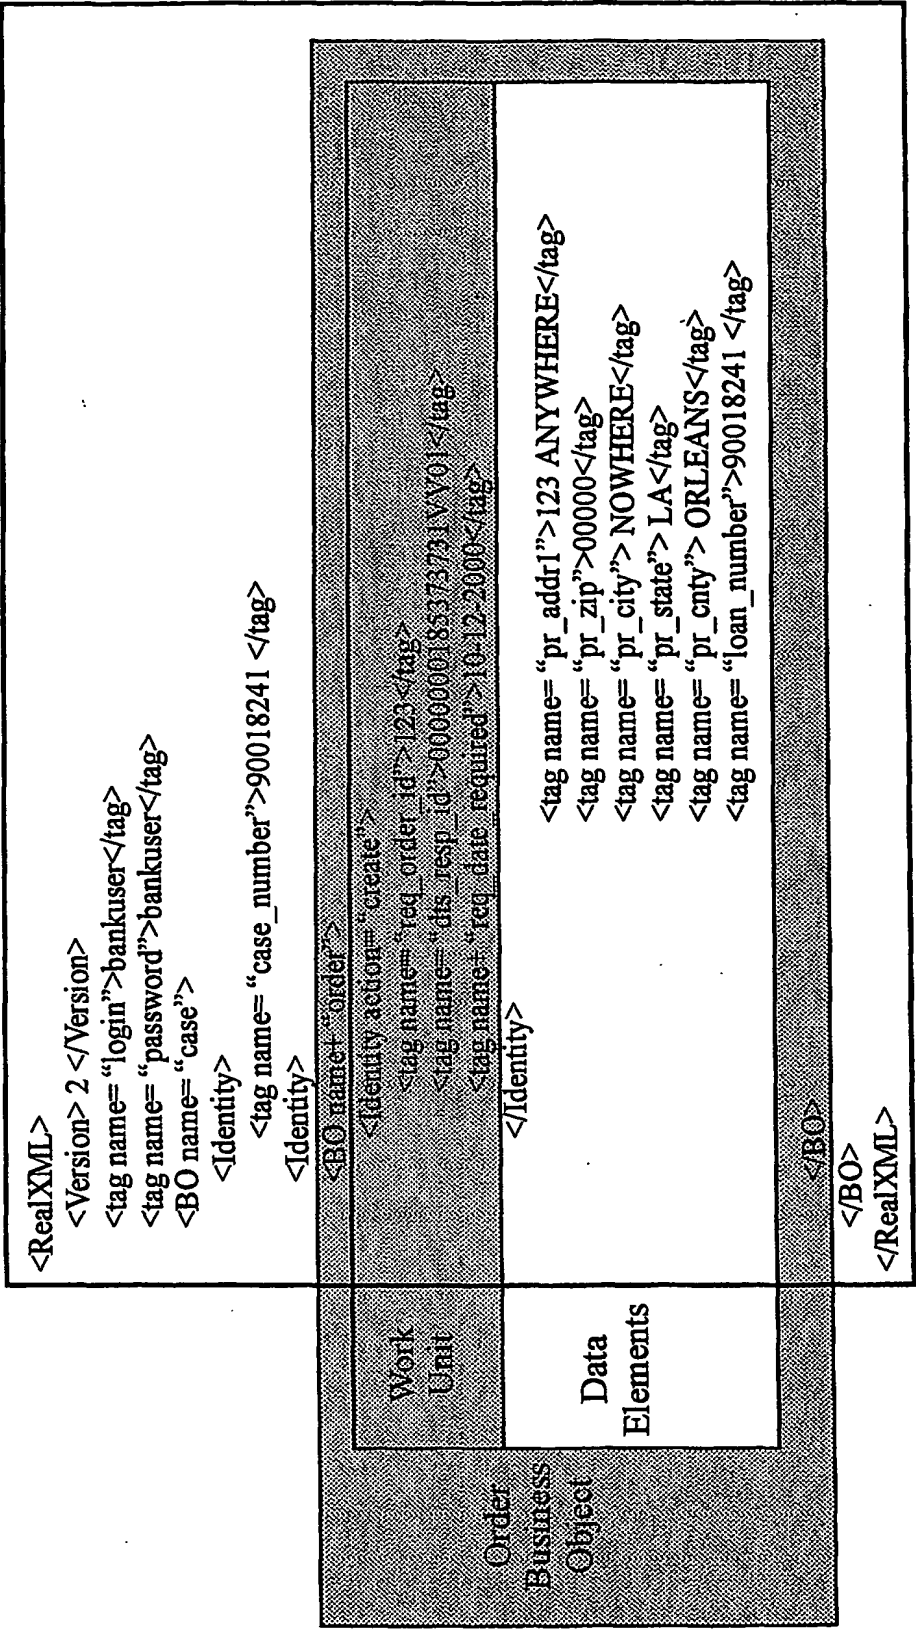 <RealXML>
<Version> 2 </Version>
<tag name= “login”>bankuser</tag>
<tag name= “password”>bankuser</tag>
<BO name= “case”>
<Identity>
<tag name= “case_number”>90018241 </tag>
<Identity>
<BO name+ “order”>
<Identity action= “create”>
<tag name= “req_order_id”>123</tag>
<tag name= “dts_resp_id”>000000018537373731VV01</tag>
<tag name+ “req_date_required”>10-12-2000</tag>
</Identity>
<tag name= “pr_addr1”>123 ANYWHERE</tag>
<tag name= “pr_zip”>00000</tag>
<tag name= “pr_city”> NOWHERE</tag>
<tag name= “pr_state”> LA</tag>
<tag name= “pr_cnty”> ORLEANS</tag>
<tag name= “loan_number”>90018241 </tag>
</BO>
</BO>
</RealXML>
Work
Unit
Data
Elements
Order
Business
Object